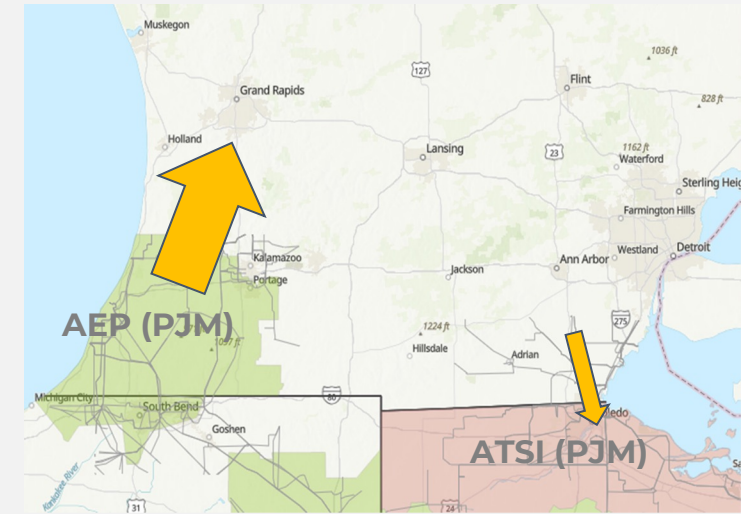 Muskegon
1036 ft
127
Flint
Grand Rapids
828 ft
Holland
Lansing
23
1162 ft
Waterford
Sterling Heig
Farmington Hills
Kalamazoo
Westland
Detroit
Ann Arbor
Jackson
Portage
AEP (PJM)
1224 ft
275
Hillsdale
Adrian
Michigan City
80
South Bend
Goshen
ledo
ATSI (PJM)
Kankakee River
31
24